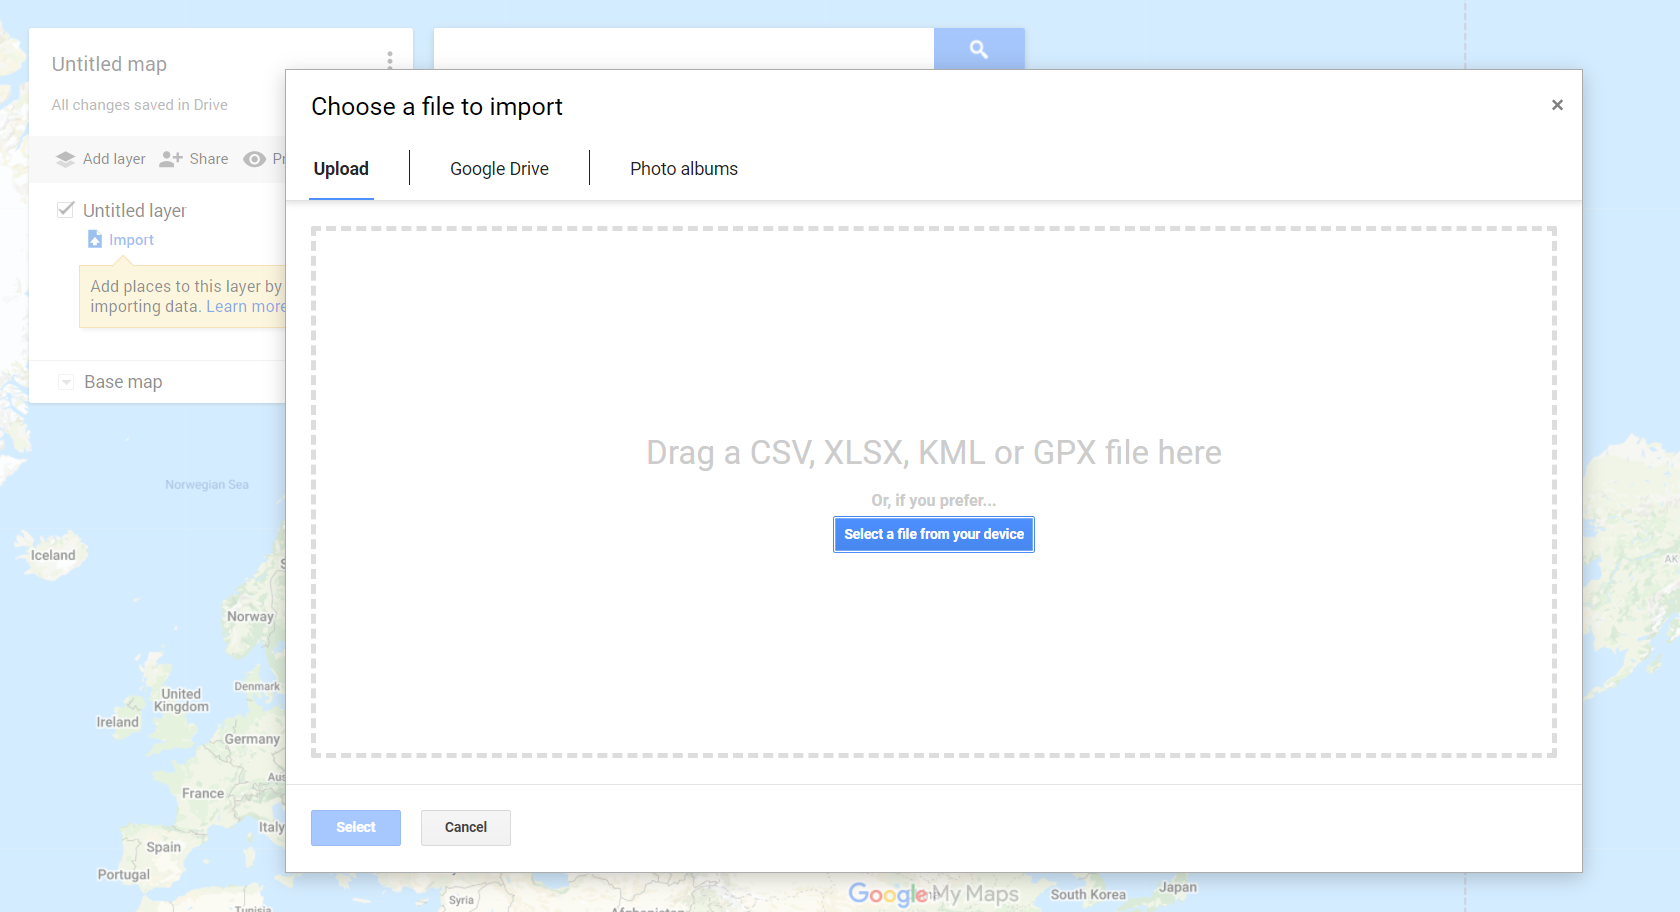 Untitled map
All changes saved in Drive
Add layer
Share
Untitled layer
Import
Add places to this layer by
importing data. Learn more
Base map
Choose a file to import
×
Upload
Google Drive
Photo albums
Drag a CSV, XLSX, KML or GPX file here
Or, if you prefer...
Select a file from your device
Select
Cancel
Norwegian Sea
Iceland
Norway
Denmark
United
Kingdom
Ireland
Germany
France
Italy
Spain
Portugal
Tunisia
Syria
Afghanistan
Google My Maps
South Korea
Japan
AK